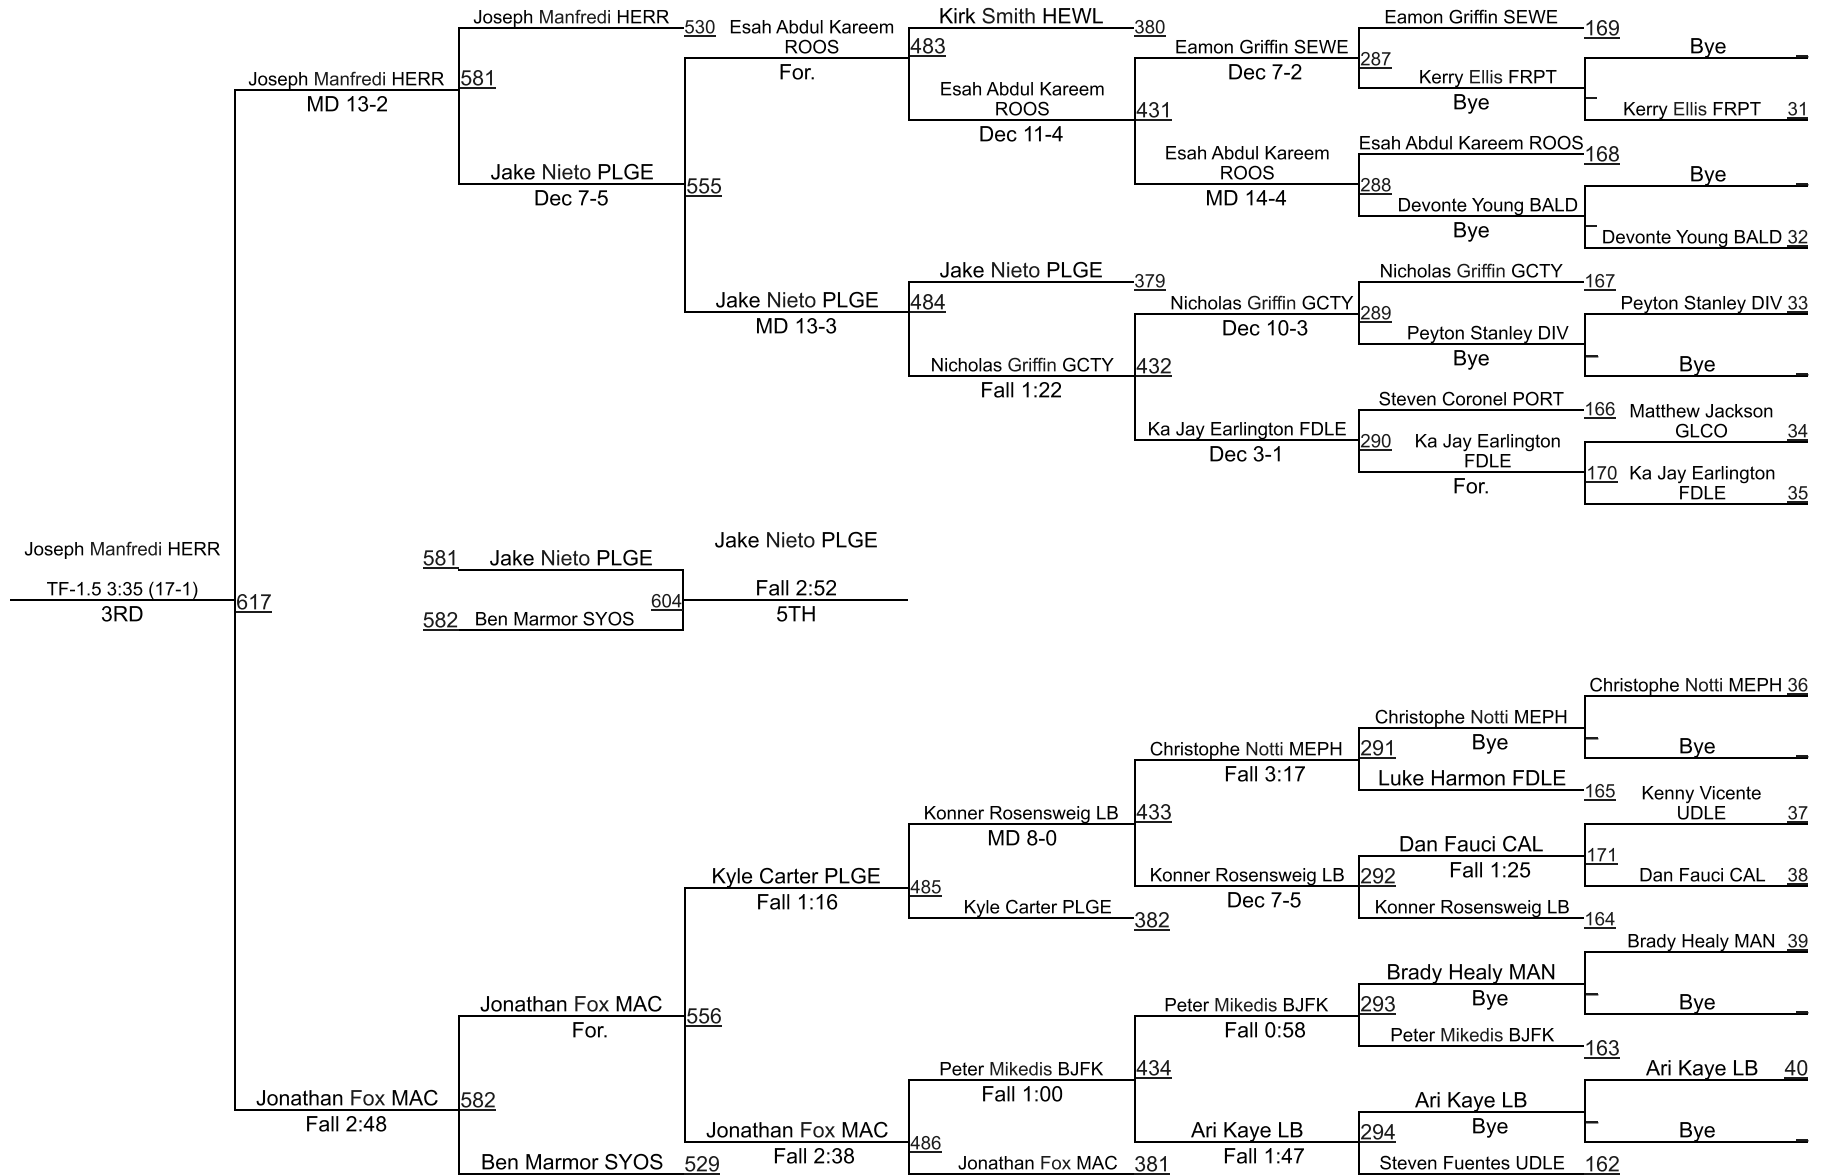 Joseph Manfredi HERR
530
Esah Abdul Kareem
ROOS
For.
Kirk Smith HEWL
380
483
Eamon Griffin SEWE
Dec 7-2
Eamon Griffin SEWE
169
287
Kerry Ellis FRPT
Bye
Bye
Kerry Ellis FRPT 31
Joseph Manfredi HERR
MD 13-2
581
Esah Abdul Kareem
ROOS
Dec 11-4
431
Esah Abdul Kareem
ROOS
MD 14-4
Esah Abdul Kareem ROOS
168
288
Devonte Young BALD
Bye
Bye
Devonte Young BALD 32
Jake Nieto PLGE
Dec 7-5
555
Jake Nieto PLGE
MD 13-3
Jake Nieto PLGE
379
484
Nicholas Griffin GCTY
Dec 10-3
Nicholas Griffin GCTY
167
289
Peyton Stanley DIV
Bye
Peyton Stanley DIV 33
Bye
Nicholas Griffin GCTY
Fall 1:22
432
Ka Jay Earlington FDLE
Dec 3-1
Steven Coronel PORT
166
290
Ka Jay Earlington
FDLE
For.
Matthew Jackson
GLCO 34
170
Ka Jay Earlington
FDLE 35
Joseph Manfredi HERR
TF-1.5 3:35 (17-1)
3RD
617
581
Jake Nieto PLGE
582
Ben Marmor SYOS
604
Jake Nieto PLGE
Fall 2:52
5TH
Christophe Notti MEPH 36
Christophe Notti MEPH
Bye
Bye
Christophe Notti MEPH
Fall 3:17
291
Luke Harmon FDLE
165
Kenny Vicente
UDLE 37
Konner Rosensweig LB
MD 8-0
433
Dan Fauci CAL
Fall 1:25
171
Dan Fauci CAL 38
Kyle Carter PLGE
Fall 1:16
485
Kyle Carter PLGE
382
Konner Rosensweig LB
Dec 7-5
292
Konner Rosensweig LB
164
Brady Healy MAN 39
Brady Healy MAN
Bye
Bye
Jonathan Fox MAC
For.
556
Peter Mikedis BJFK
Fall 0:58
293
Peter Mikedis BJFK
163
Peter Mikedis BJFK
Fall 1:00
434
Ari Kaye LB 40
Ari Kaye LB
Bye
Bye
Jonathan Fox MAC
Fall 2:48
582
Jonathan Fox MAC
Fall 2:38
486
Ari Kaye LB
Fall 1:47
294
Ben Marmor SYOS
529
Jonathan Fox MAC
381
Steven Fuentes UDLE
162